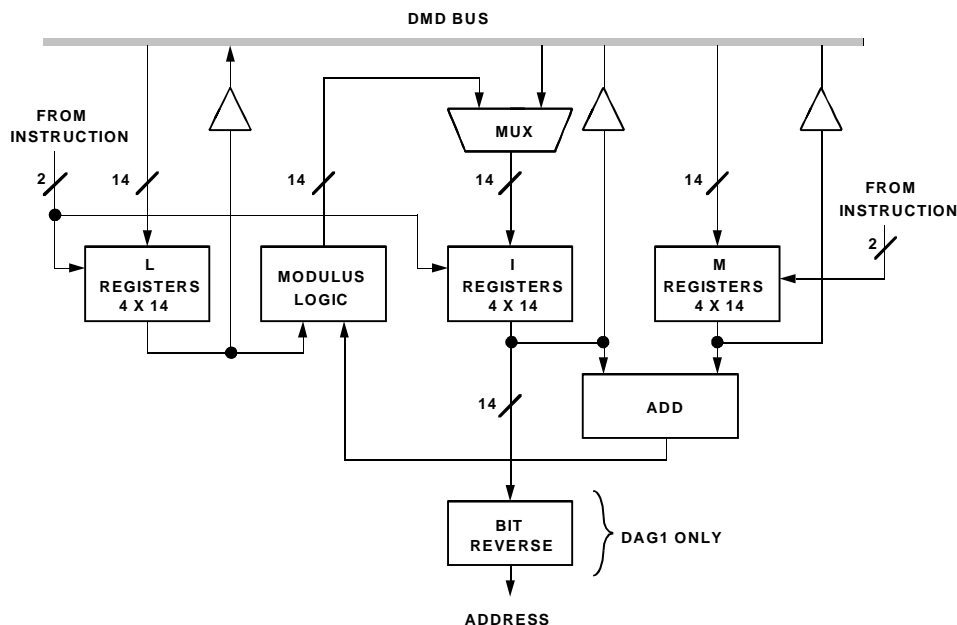 DMD BUS
FROM
INSTRUCTION
MUX
2
14
14
14
14
FROM
INSTRUCTION
2
L
REGISTERS
4 X 14
MODULUS
LOGIC
I
REGISTERS
4 X 14
M
REGISTERS
4 X 14
14
ADD
BIT
REVERSE
DAG1 ONLY
ADDRESS